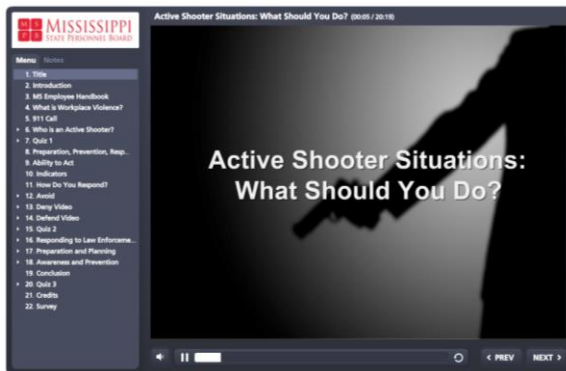 M S
P B
MISSISSIPPI
STATE PERSONNEL BOARD
Active Shooter Situations: What Should You Do? (00:05 / 20:19)
Menu Notes
1. Title
2. Introduction
3. MS Employee Handbook
4. What is Workplace Violence?
5. 911 Call
6. Who is an Active Shooter?
7. Quiz 1
8. Preparation, Prevention, Resp...
9. Ability to Act
10. Indicators
11. How Do You Respond?
12. Avoid
13. Deny Video
14. Defend Video
15. Quiz 2
16. Responding to Law Enforceme...
17. Preparation and Planning
18. Awareness and Prevention
19. Conclusion
20. Quiz 3
21. Credits
22. Survey
Active Shooter Situations:
What Should You Do?
< PREV NEXT >